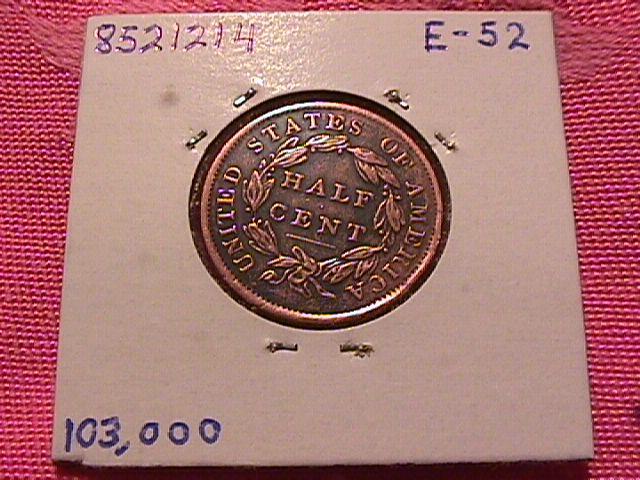 8521214 E-52
UNITED STATES OF AMERICA
HALF
CENT
103,000